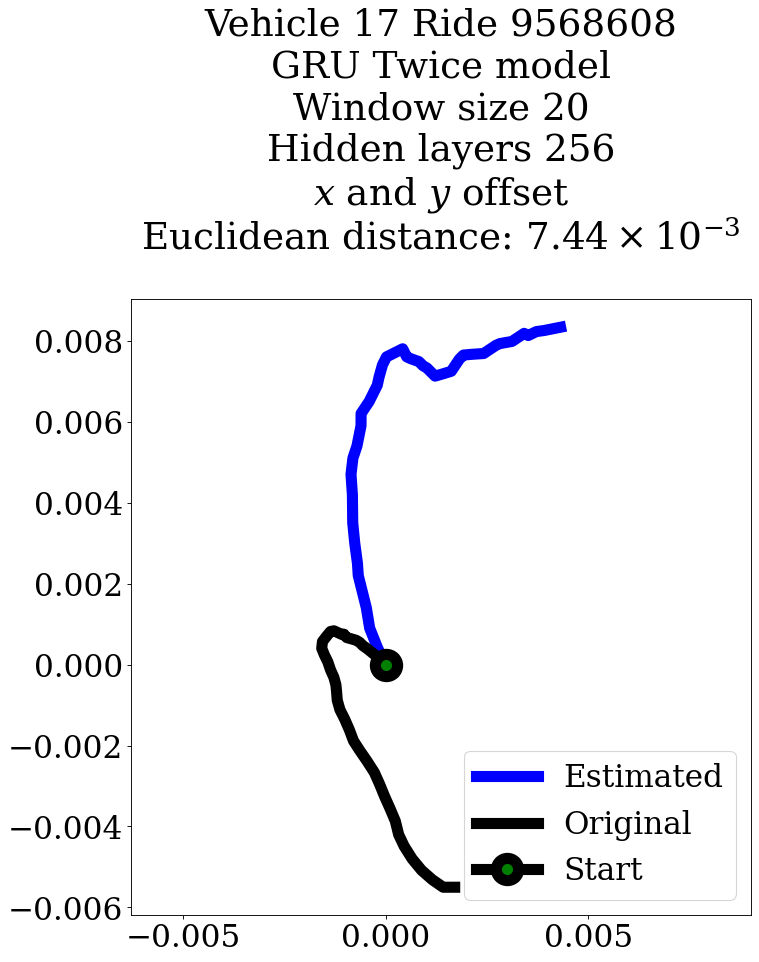 Vehicle 17 Ride 9568608
GRU Twice model
Window size 20
Hidden layers 256
x and y offset
Euclidean distance: 7.44 × 10⁻³
0.008
0.006
0.004
0.002
0.000
−0.002
−0.004
−0.006
−0.005 0.000 0.005
Estimated
Original
Start